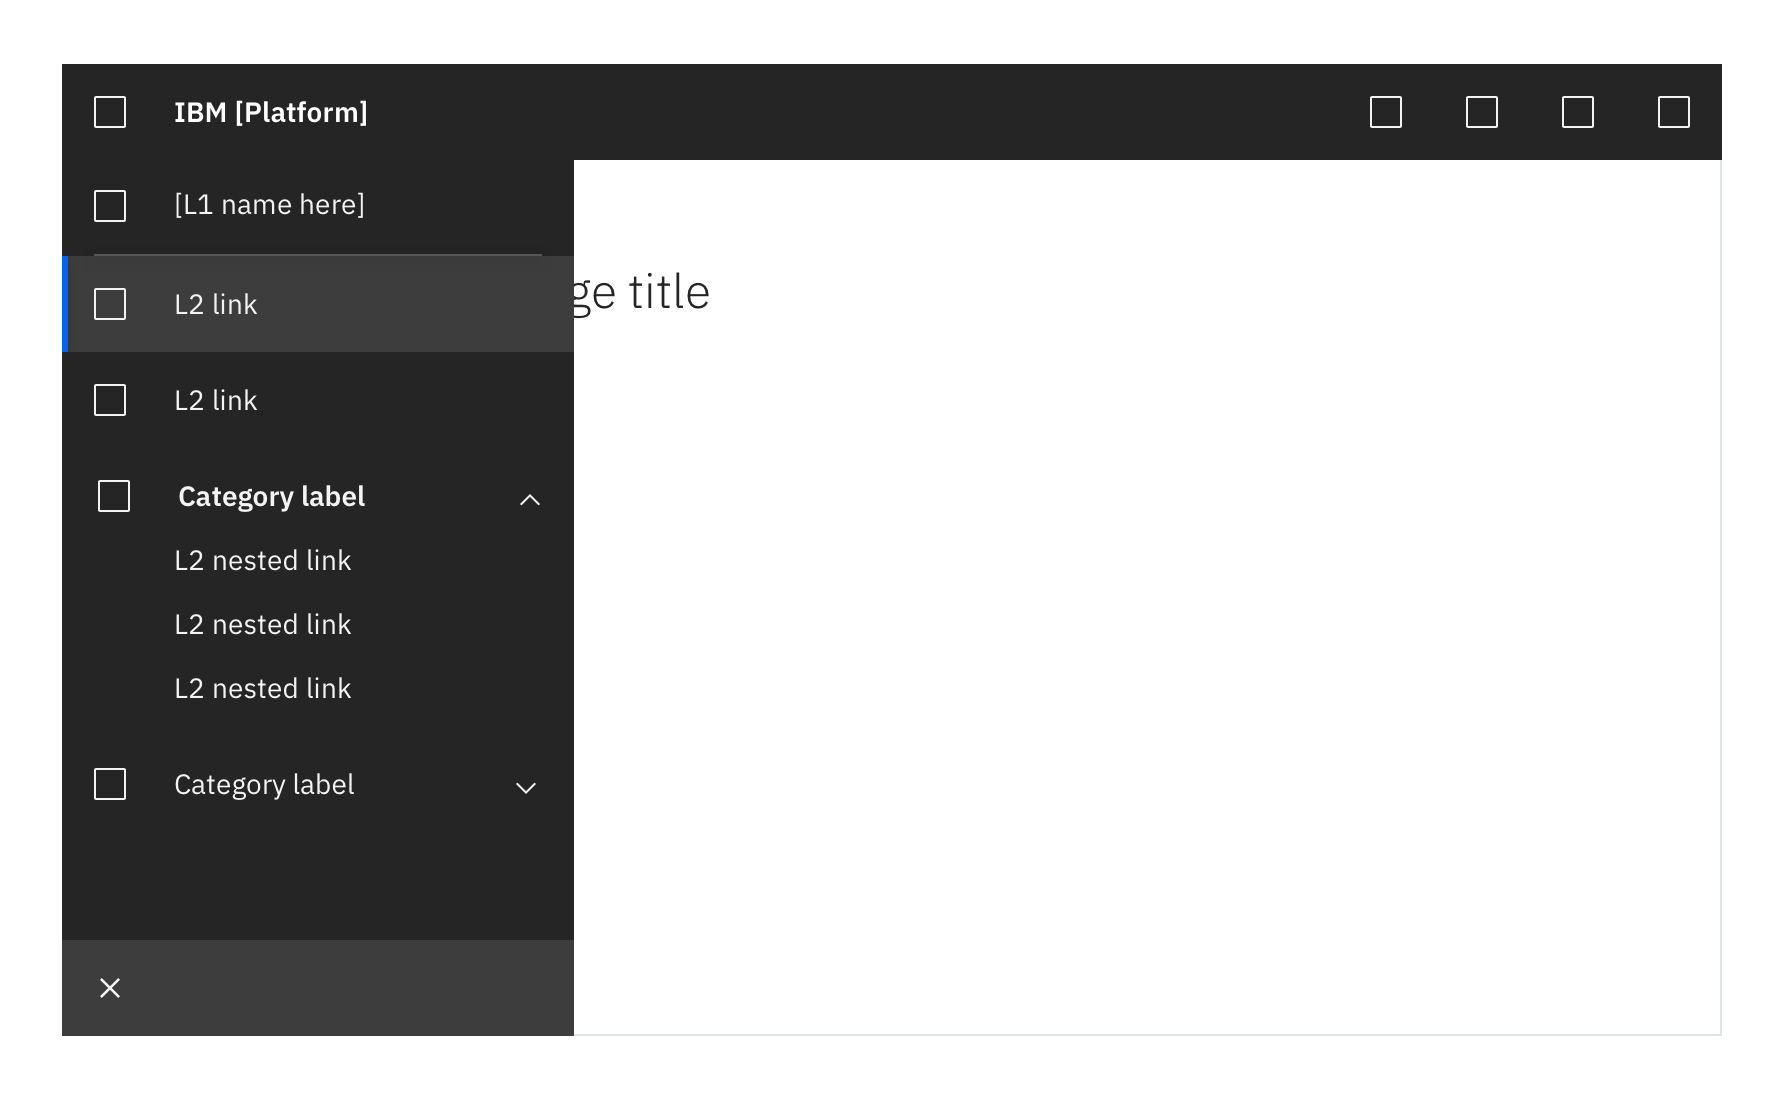 IBM [Platform]
[L1 name here]
L2 link
ge title
L2 link
Category label
L2 nested link
L2 nested link
L2 nested link
Category label